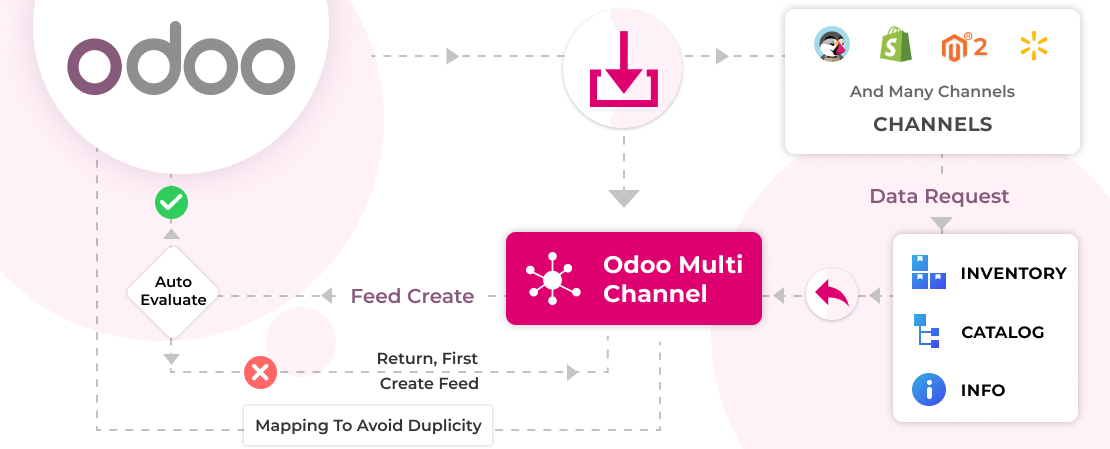 odoo
2
And Many Channels
CHANNELS
Data Request
Odoo Multi
Channel
INVENTORY
CATALOG
INFO
Feed Create
Auto
Evaluate
Return, First
Create Feed
Mapping To Avoid Duplicity